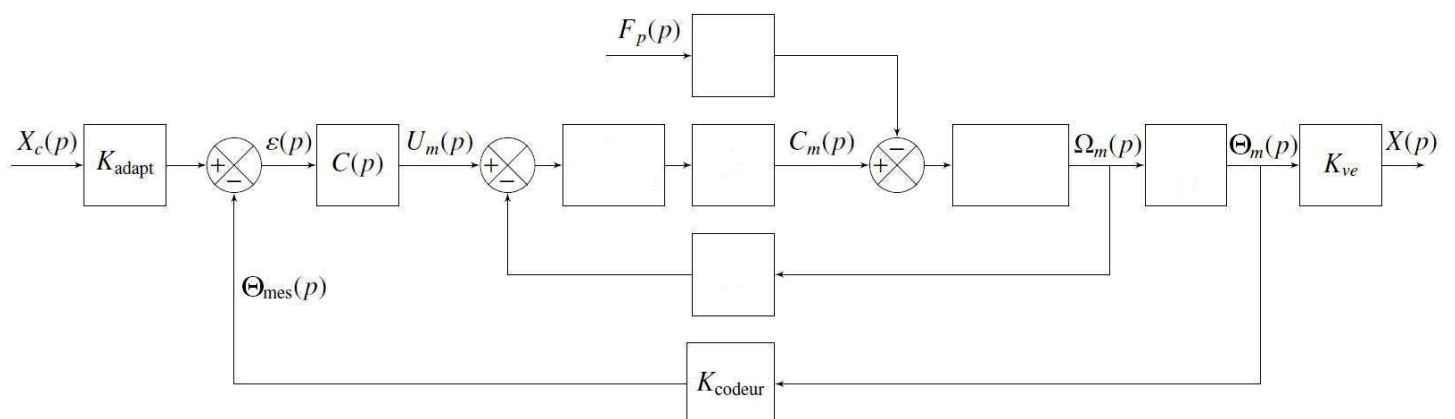 F_p(p)
X_c(p)
K_adapt
+
−
ε(p)
C(p)
U_m(p)
+
−
C_m(p)
−
+
Ω_m(p)
Θ_m(p)
K_ve
X(p)
Θ_mes(p)
K_codeur